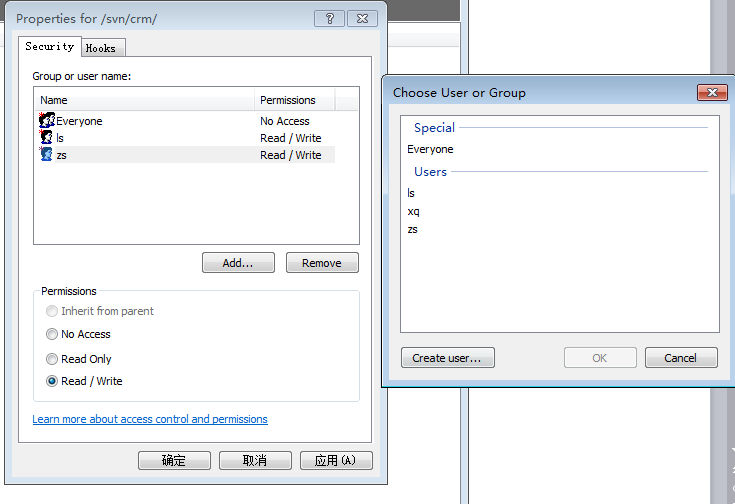 Properties for /svn/crm/
Security Hooks
Group or user name:
Name Permissions
Everyone No Access
ls Read / Write
zs Read / Write
Add... Remove
Permissions
Inherit from parent
No Access
Read Only
Read / Write
Learn more about access control and permissions
确定 取消 应用(A)
Choose User or Group
Special
Everyone
Users
ls
xq
zs
Create user... OK Cancel